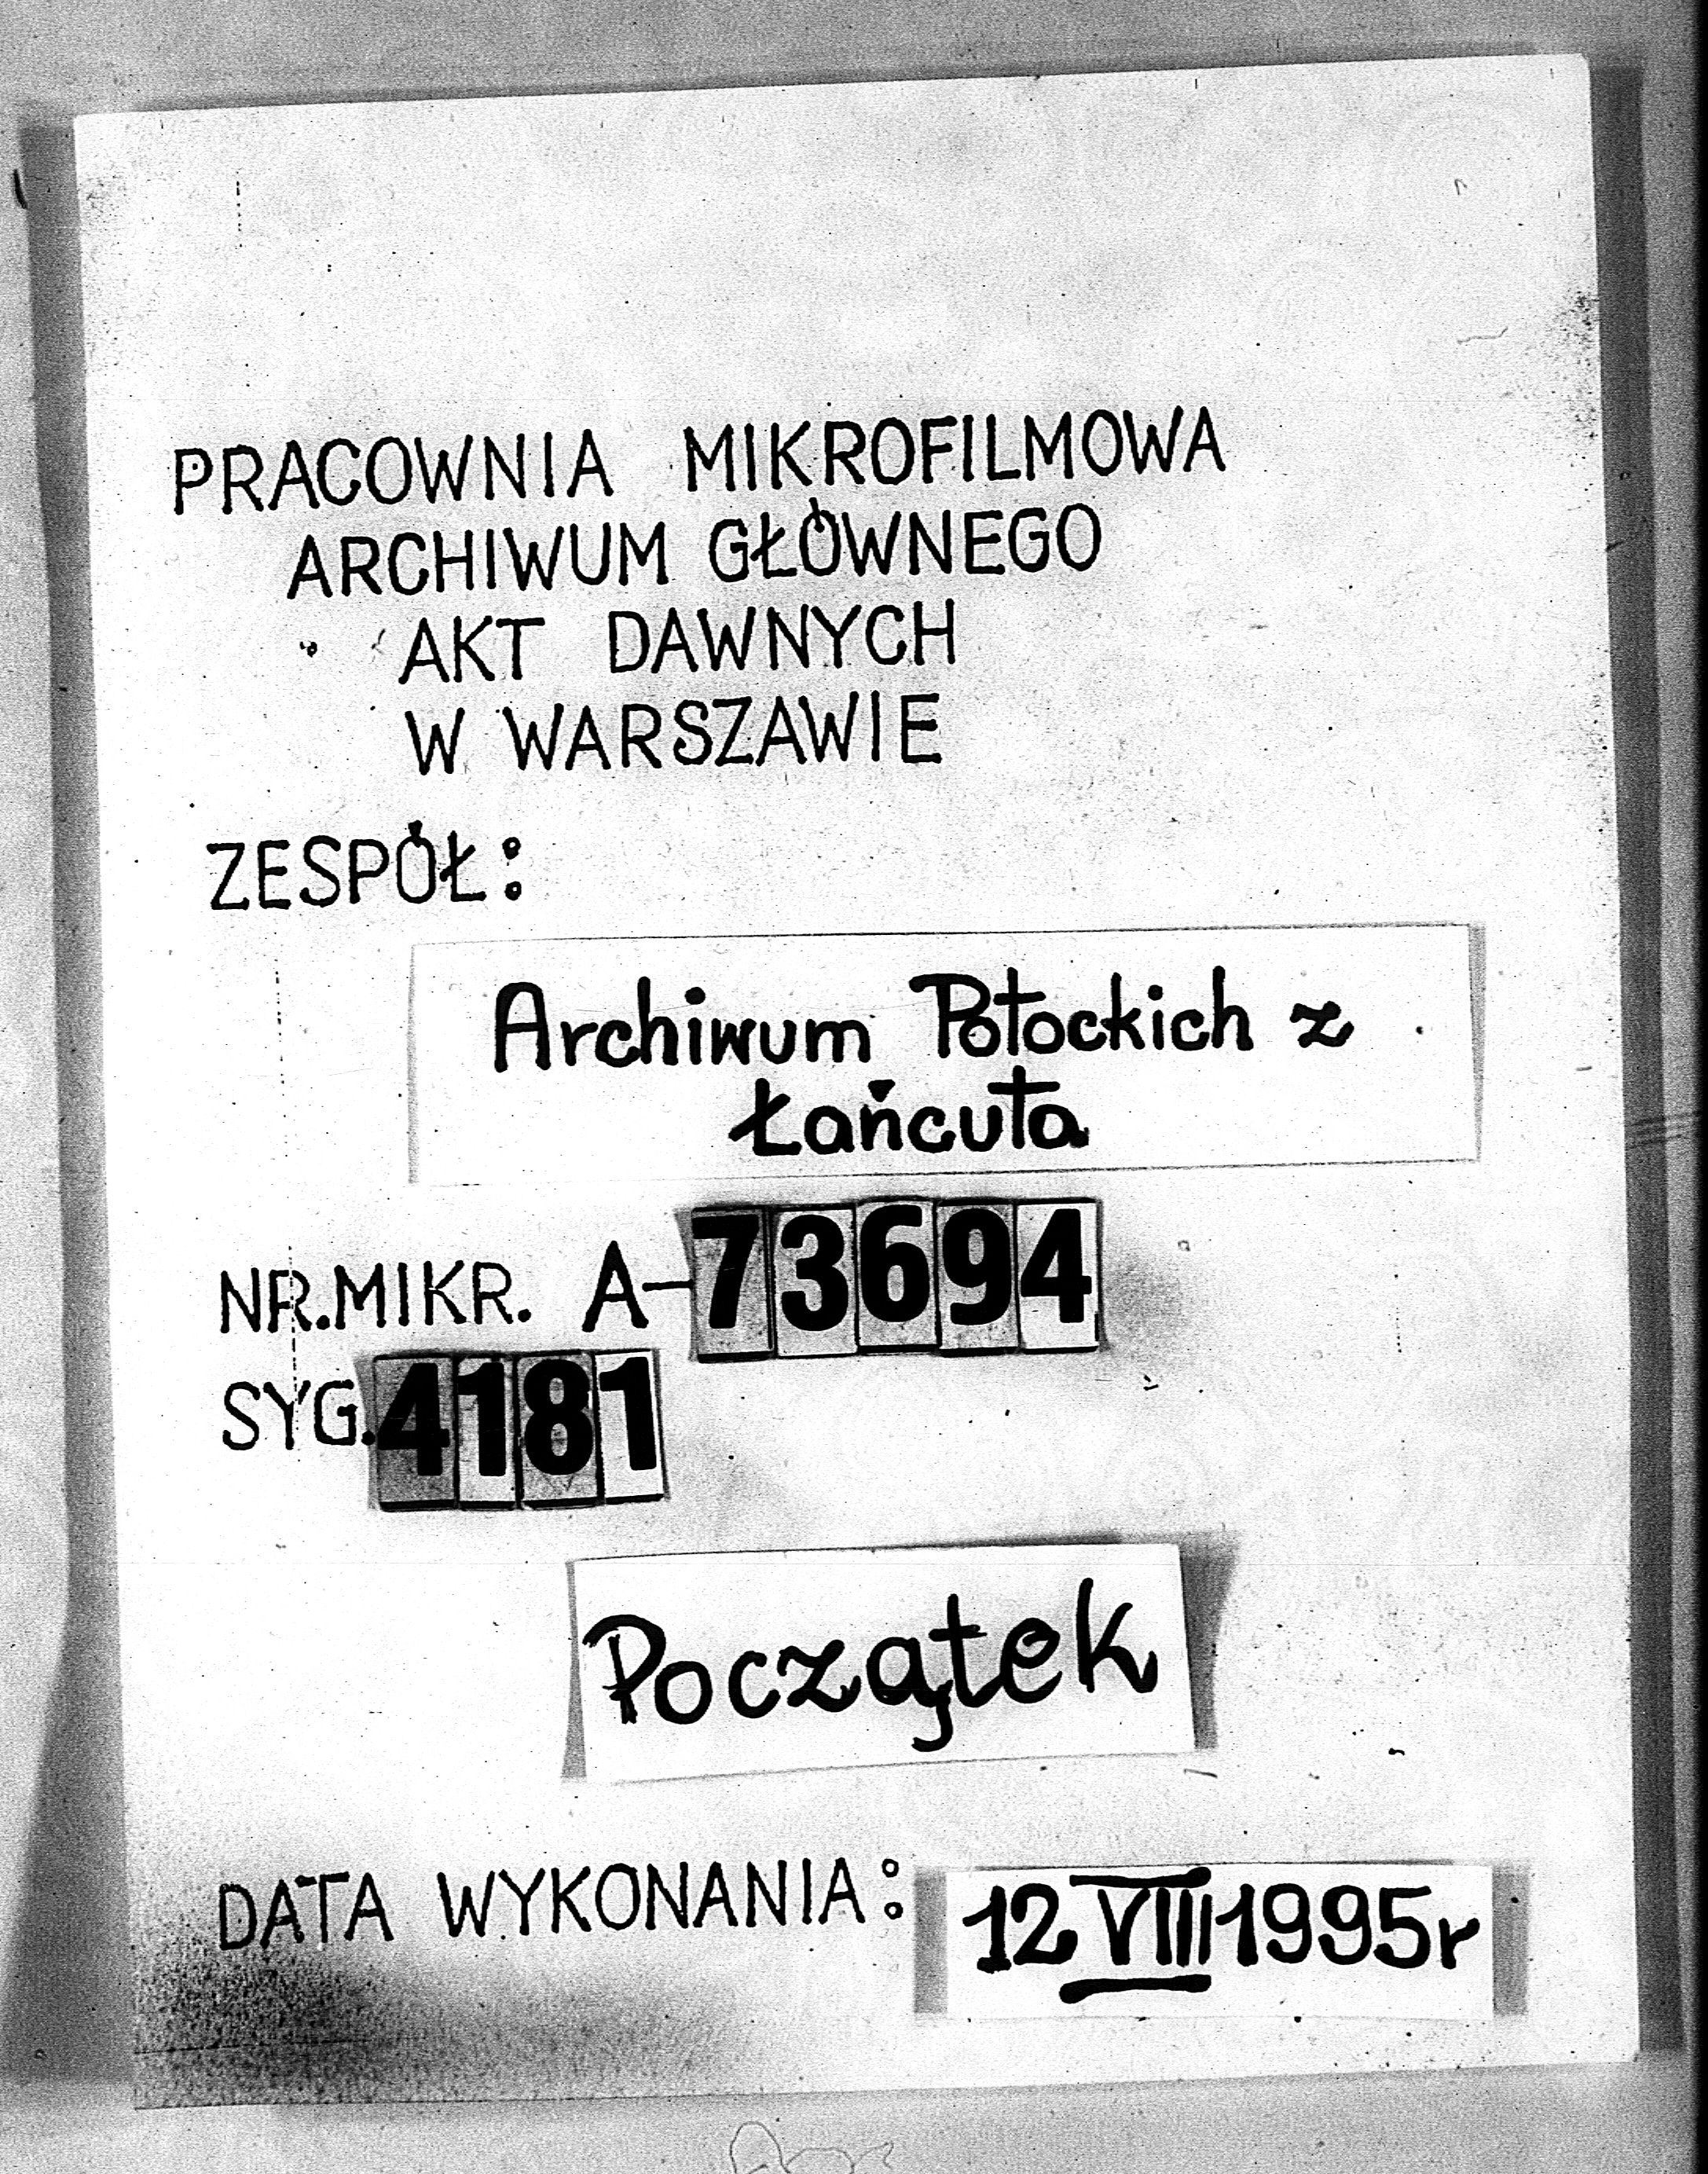 PRACOWNIA MIKROFILMOWA
ARCHIWUM GŁÓWNEGO
AKT DAWNYCH
W WARSZAWIE
ZESPÓŁ:
Archiwum Potockich z
Łańcuta
NR.MIKR. A-73694
SYG.4181
Początek
DATA WYKONANIA: 12 VIII 1995r